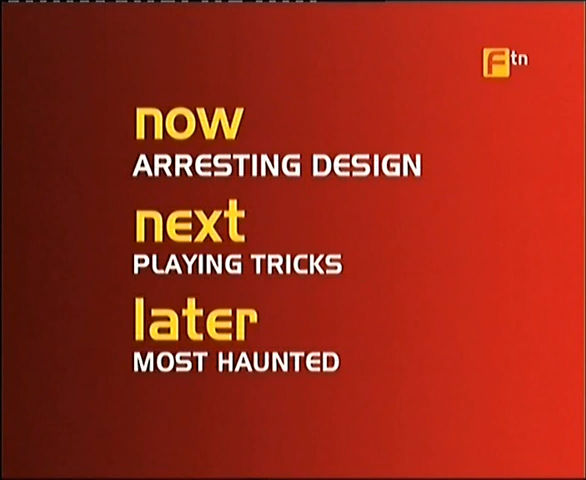 Ftn
now
ARRESTING DESIGN
next
PLAYING TRICKS
later
MOST HAUNTED